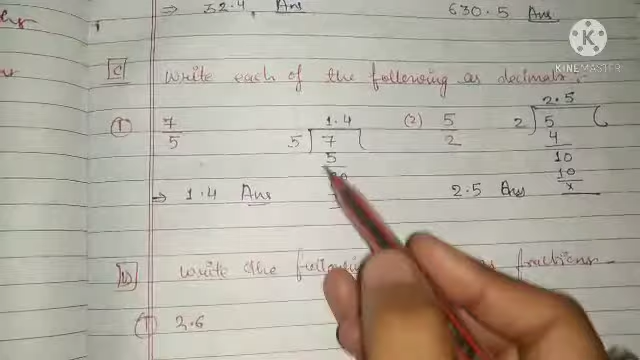 ⇒ 52.4. Ans 630.5 Ans
KINEMASTER
[C] Write each of the following as decimals:-
(1) 7/5 5)7(1.4 (2) 5/2 2)5(2.5
5 4
10
10
x
⇒ 1.4 Ans 2.5 Ans
[D] Write the fractions
(1) 2.6